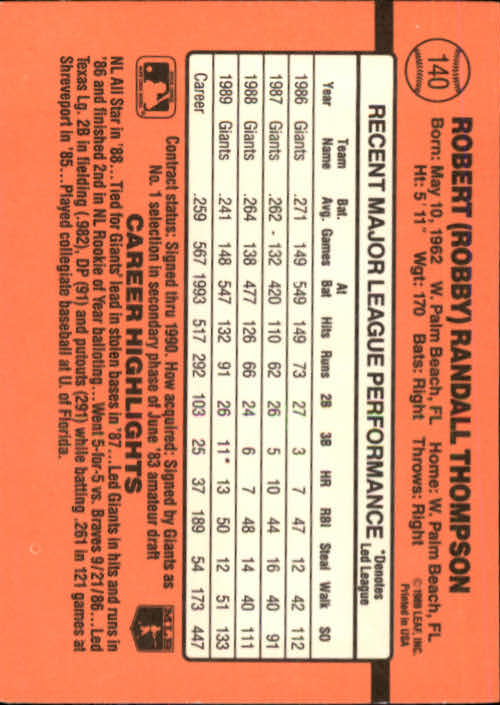 140
ROBERT (ROBBY) RANDALL THOMPSON
Born: May 10, 1962 W. Palm Beach, FL Home: W. Palm Beach, FL
Ht: 5' 11" Wgt: 170 Bats: Right Throws: Right
©1989 LEAF, INC.
Printed in USA
RECENT MAJOR LEAGUE PERFORMANCE *Denotes Led League
Year Team Name Bat. Avg. Games At Bat Hits Runs 2B 3B HR RBI Steal Walk SO
1986 Giants .271 149 549 149 73 27 3 7 47 12 42 112
1987 Giants .262 - 132 420 110 62 26 5 10 44 16 40 91
1988 Giants .264 138 477 126 66 24 6 7 48 14 40 111
1989 Giants .241 148 547 132 91 26 11* 13 50 12 51 133
Career .259 567 1993 517 292 103 25 37 189 54 173 447
Contract status: Signed thru 1990. How acquired: Signed by Giants as
No. 1 selection in secondary phase of June '83 amateur draft
CAREER HIGHLIGHTS
MLB
NL All Star in '88...Tied for Giants' lead in stolen bases in '87...Led Giants in hits and runs in
'86 and finished 2nd in NL Rookie of Year balloting...Went 5-for-5 vs. Braves 9/21/86...Led
Texas Lg. 2B in fielding (.982), DP (91) and putouts (291) while batting .261 in 121 games at
Shreveport in '85...Played collegiate baseball at U. of Florida.